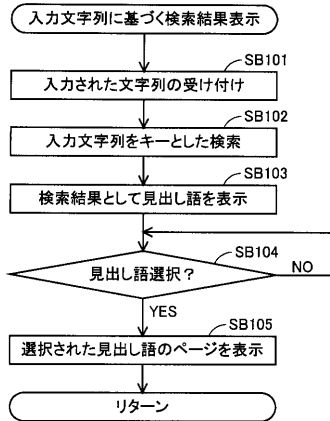 入力文字列に基づく検索結果表示
SB101
入力された文字列の受け付け
SB102
入力文字列をキーとした検索
SB103
検索結果として見出し語を表示
SB104
見出し語選択？
NO
YES
SB105
選択された見出し語のページを表示
リターン